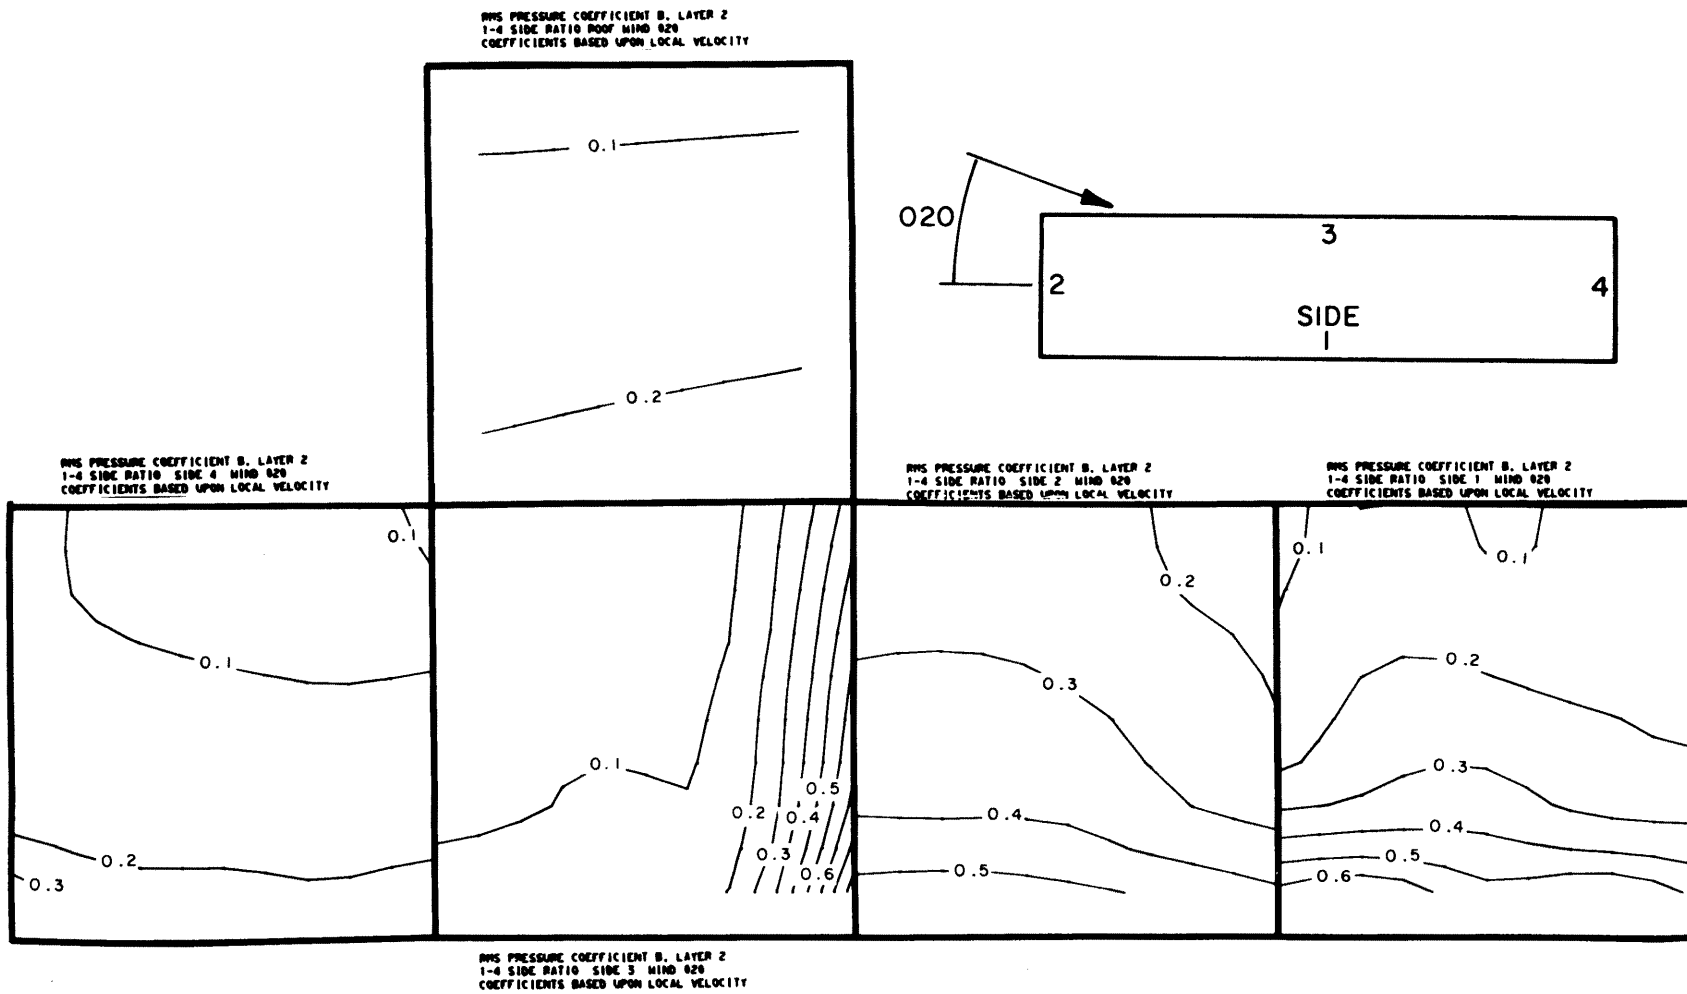 RMS PRESSURE COEFFICIENT B, LAYER 2
1-4 SIDE RATIO ROOF WIND 020
COEFFICIENTS BASED UPON LOCAL VELOCITY
0.1
0.2
020
3
2
4
SIDE
1
RMS PRESSURE COEFFICIENT B, LAYER 2
1-4 SIDE RATIO SIDE 4 WIND 020
COEFFICIENTS BASED UPON LOCAL VELOCITY
RMS PRESSURE COEFFICIENT B, LAYER 2
1-4 SIDE RATIO SIDE 2 WIND 020
COEFFICIENTS BASED UPON LOCAL VELOCITY
RMS PRESSURE COEFFICIENT B, LAYER 2
1-4 SIDE RATIO SIDE 1 WIND 020
COEFFICIENTS BASED UPON LOCAL VELOCITY
0.1
0.1
0.2
0.3
0.1
0.5
0.2
0.4
0.3
0.6
0.2
0.3
0.4
0.5
0.1
0.1
0.2
0.3
0.4
0.5
0.6
RMS PRESSURE COEFFICIENT B, LAYER 2
1-4 SIDE RATIO SIDE 3 WIND 020
COEFFICIENTS BASED UPON LOCAL VELOCITY